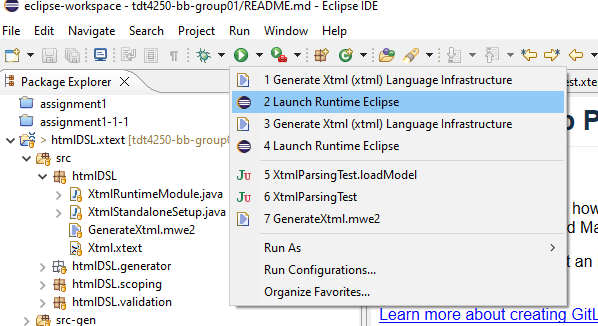 eclipse-workspace - tdt4250-bb-group01/README.md - Eclipse IDE
File Edit Navigate Search Project Run Window Help
Package Explorer
assignment1
assignment1-1-1
> htmlDSL.xtext [tdt4250-bb-group
src
htmlDSL
XtmlRuntimeModule.java
XtmlStandaloneSetup.java
GenerateXtml.mwe2
Xtml.xtext
htmlDSL.generator
htmlDSL.scoping
htmlDSL.validation
src-gen
1 Generate Xtml (xtml) Language Infrastructure
2 Launch Runtime Eclipse
3 Generate Xtml (xtml) Language Infrastructure
4 Launch Runtime Eclipse
5 XtmlParsingTest.loadModel
6 XtmlParsingTest
7 GenerateXtml.mwe2
Run As
Run Configurations...
Organize Favorites...
est.xte
P
how
d Ma
t an
Learn more about creating GitL